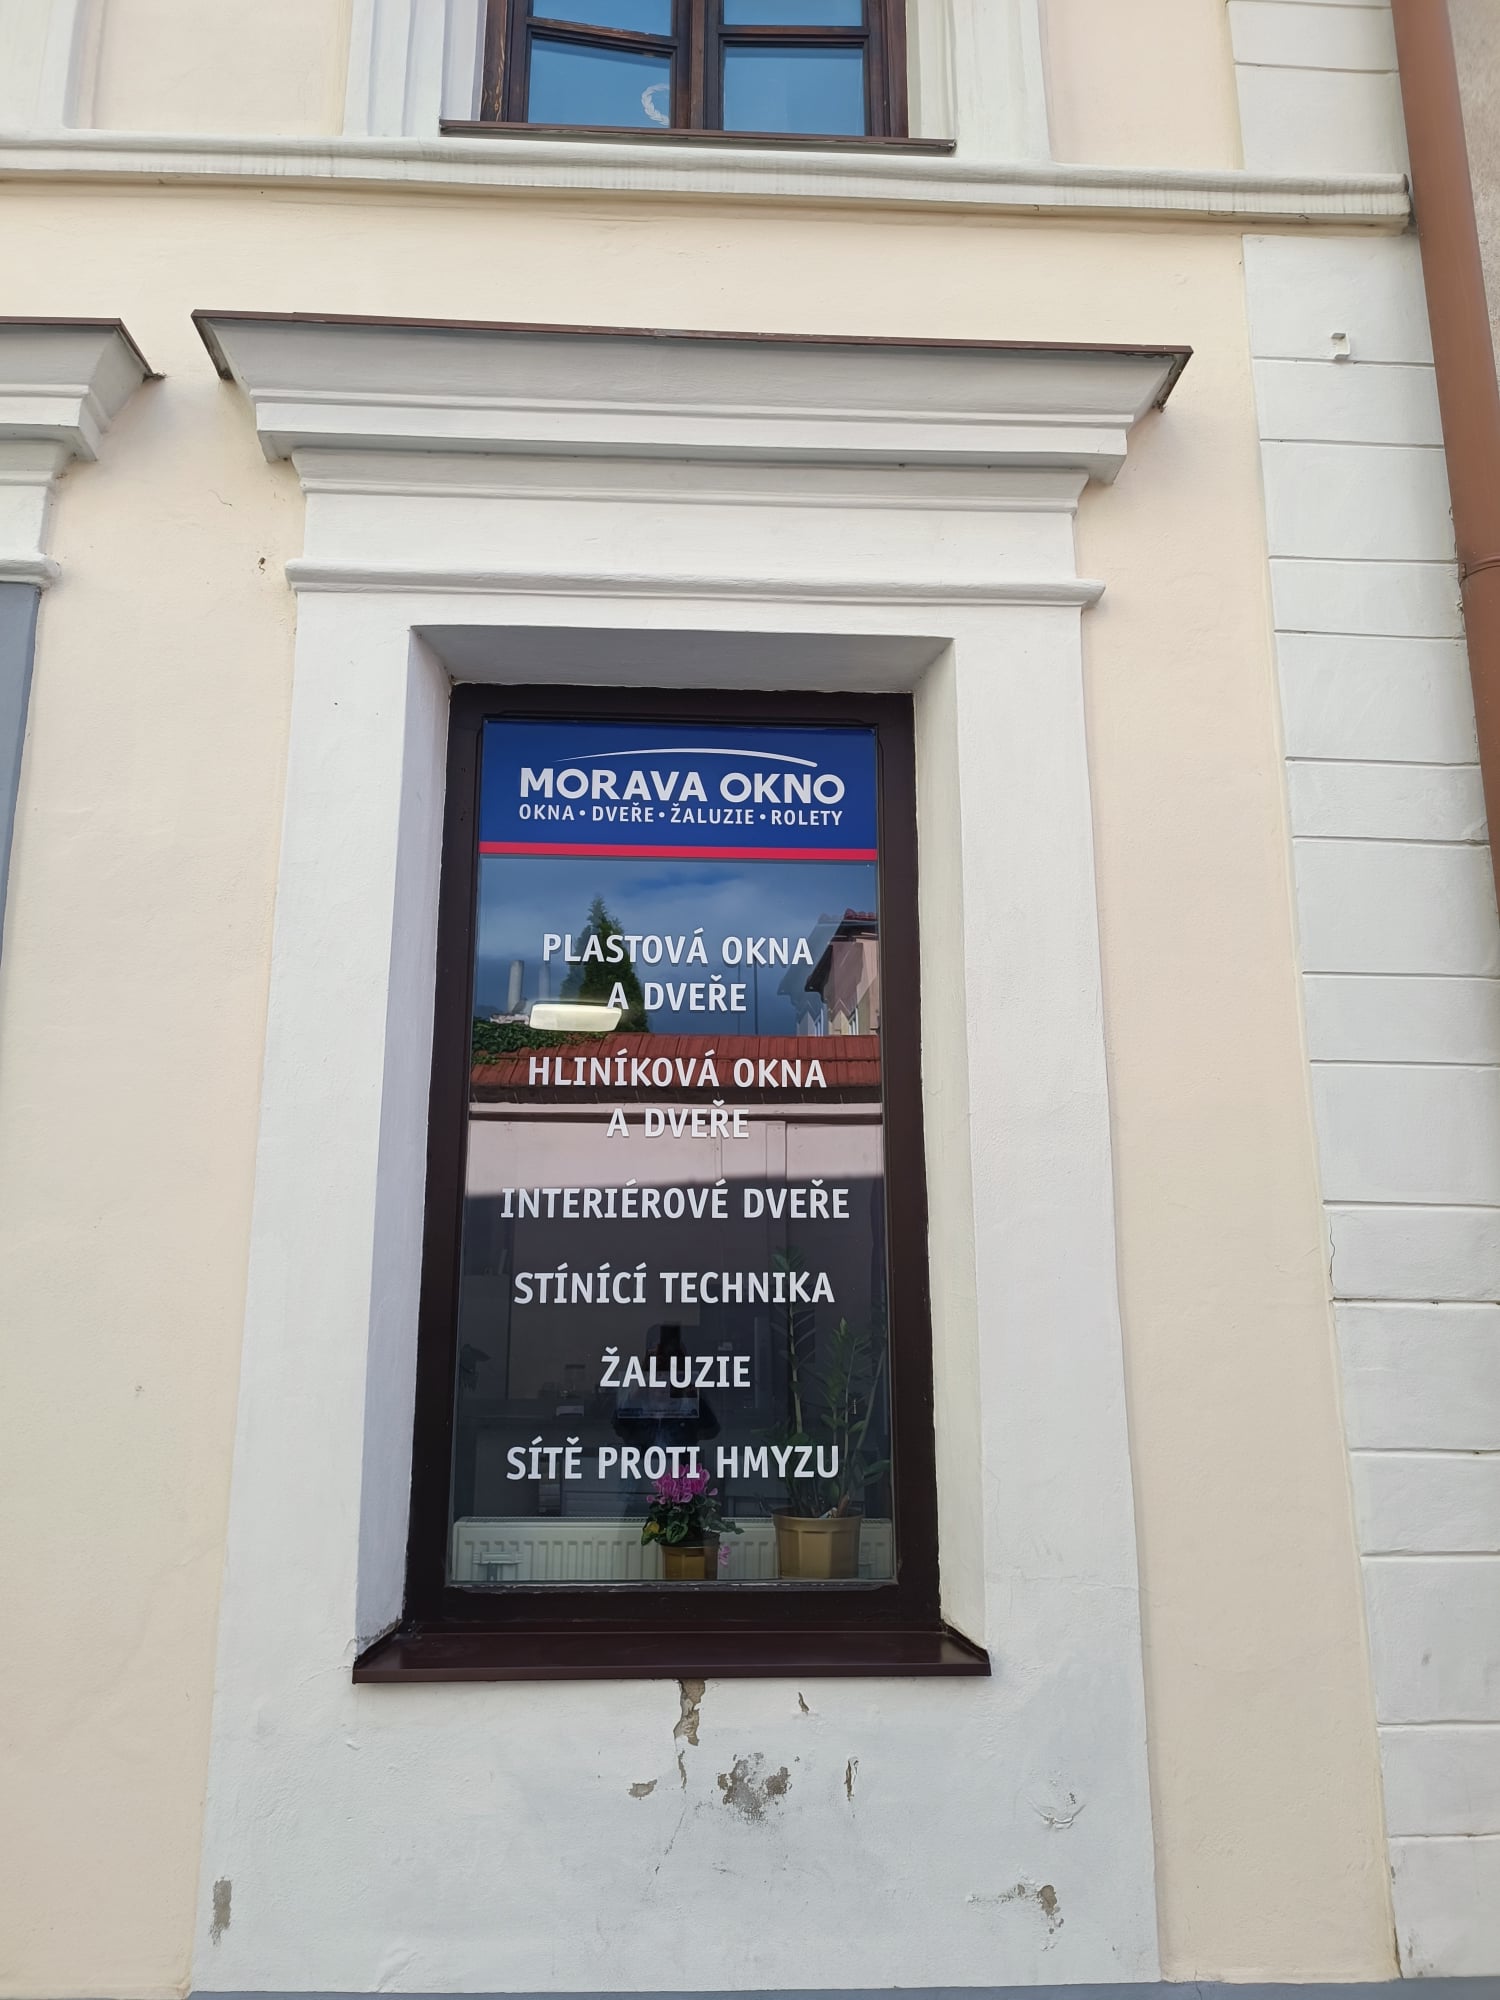 MORAVA OKNO
OKNA • DVEŘE • ŽALUZIE • ROLETY
PLASTOVÁ OKNA
A DVEŘE
HLINÍKOVÁ OKNA
A DVEŘE
INTERIÉROVÉ DVEŘE
STÍNÍCÍ TECHNIKA
ŽALUZIE
SÍTĚ PROTI HMYZU